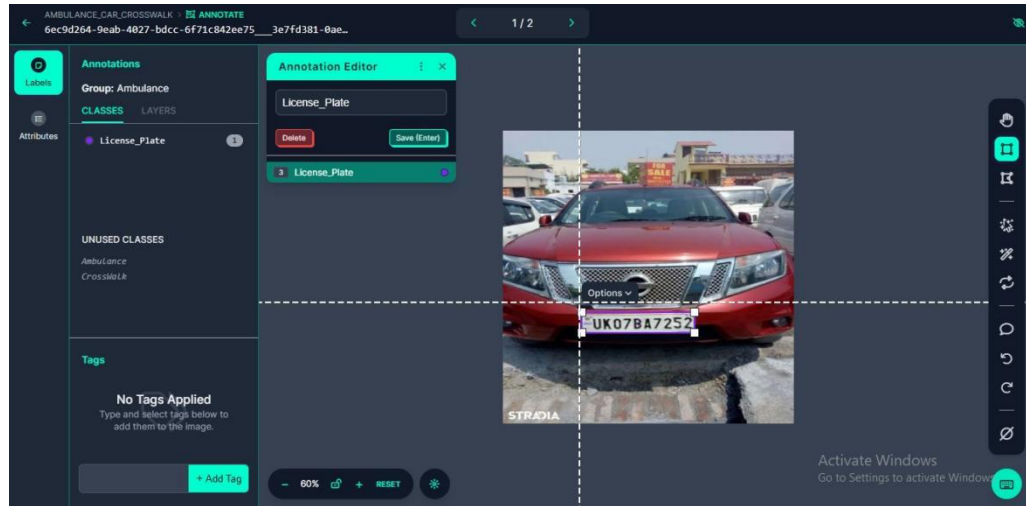 AMBULANCE_CAR_CROSSWALK > ANNOTATE
6ec9d264-9eab-4027-bdcc-6f71c842ee75___3e7fd381-0ae…
1 / 2
Labels
Attributes
Annotations
Group: Ambulance
CLASSES LAYERS
License_Plate 1
UNUSED CLASSES
Ambulance
CrossWalk
Tags
No Tags Applied
Type and select tags below to
add them to the image.
+ Add Tag
Annotation Editor
License_Plate
Delete Save (Enter)
3 License_Plate
FOR
SALE
Options
UK07BA7252
STRADIA
- 60% + RESET
Activate Windows
Go to Settings to activate Windows